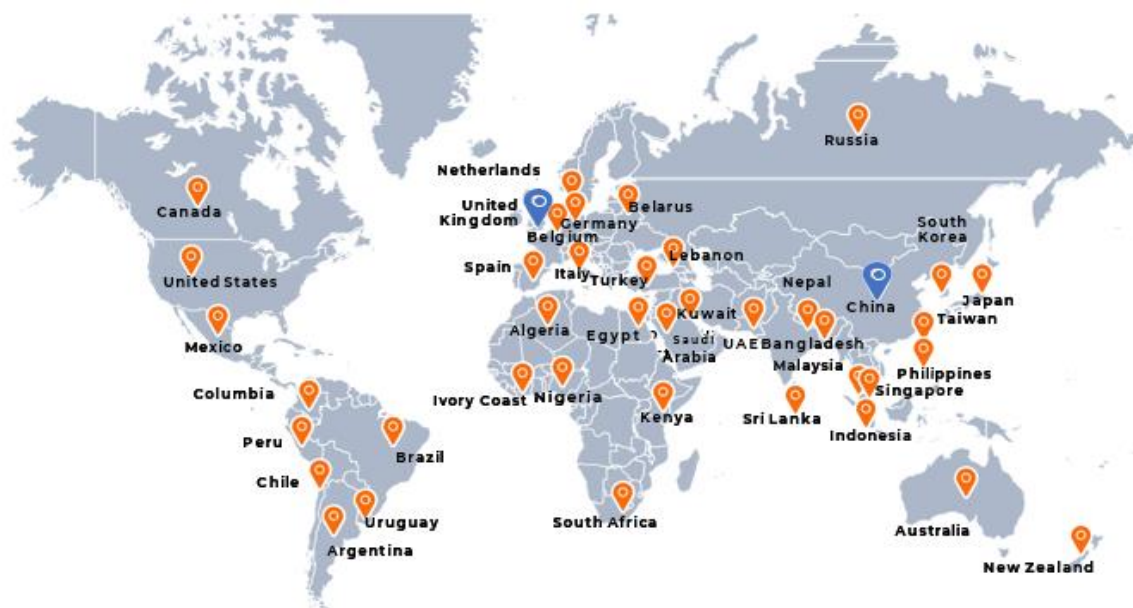 Russia
Netherlands
Canada
United
Kingdom
Belarus
Germany
Belgium
South
Korea
Spain
Italy
Lebanon
Turkey
United States
Nepal
China
Japan
Kuwait
Taiwan
Algeria
Egypt
Saudi
Arabia
UAE
Bangladesh
Mexico
Malaysia
Philippines
Singapore
Columbia
Ivory Coast
Nigeria
Kenya
Sri Lanka
Indonesia
Peru
Brazil
Chile
Uruguay
South Africa
Australia
Argentina
New Zealand